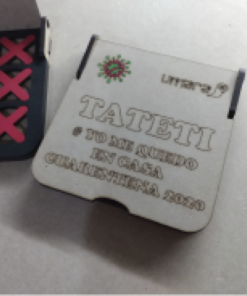 TATETI
# YO ME QUEDO
EN CASA
CUARENTENA 2020